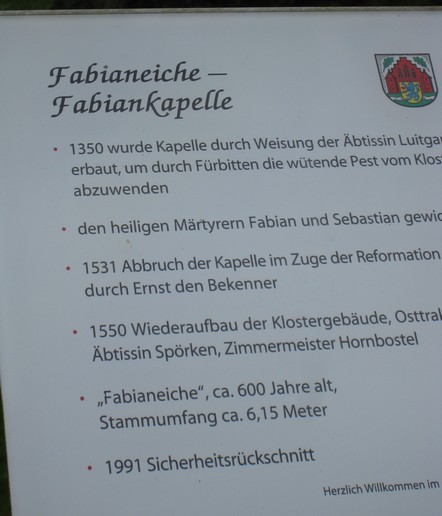 Fabianeiche –
Fabiankapelle
• 1350 wurde Kapelle durch Weisung der Äbtissin
erbaut, um durch Fürbitten die wütende Pest vom
abzuwenden
• den heiligen Märtyrern Fabian und Sebastian
• 1531 Abbruch der Kapelle im Zuge der Reformation
durch Ernst den Bekenner
• 1550 Wiederaufbau der Klostergebäude,
Äbtissin Spörken, Zimmermeister Hornbostel
• „Fabianeiche“, ca. 600 Jahre alt,
Stammumfang ca. 6,15 Meter
• 1991 Sicherheitsrückschnitt
Herzlich Willkommen im